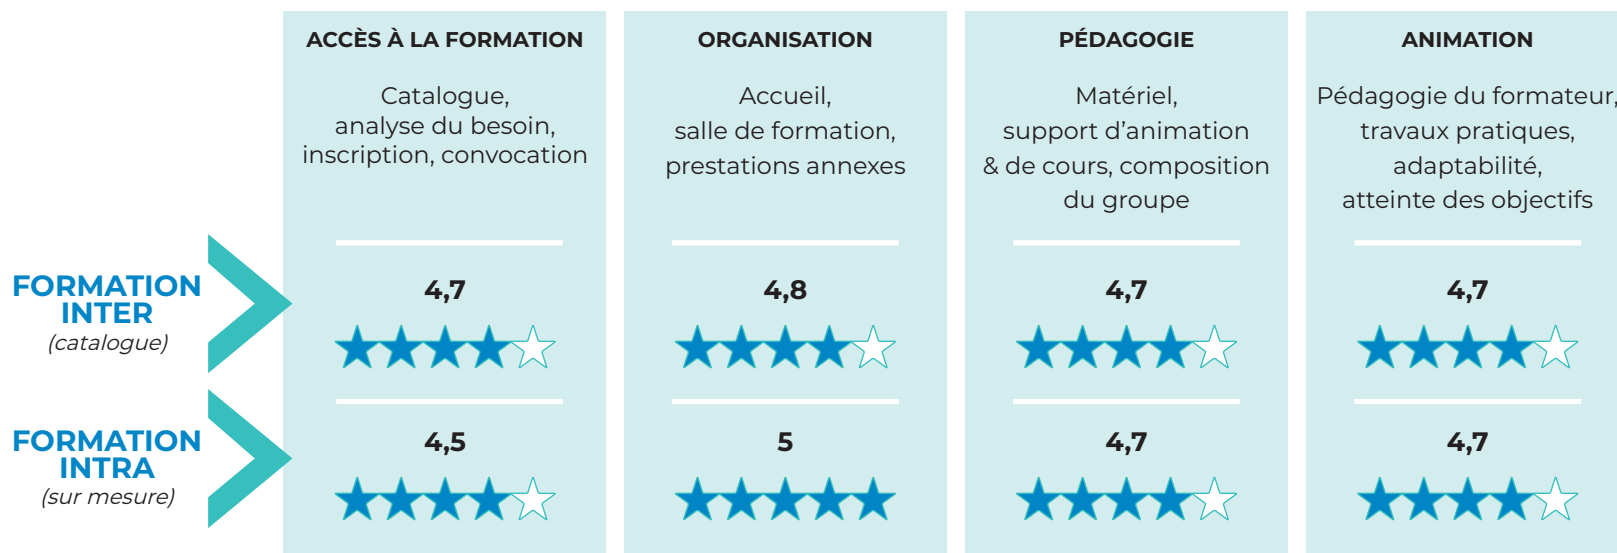 ACCÈS À LA FORMATION
Catalogue,
analyse du besoin,
inscription, convocation
ORGANISATION
Accueil,
salle de formation,
prestations annexes
PÉDAGOGIE
Matériel,
support d’animation
& de cours, composition
du groupe
ANIMATION
Pédagogie du formateur,
travaux pratiques,
adaptabilité,
atteinte des objectifs
FORMATION
INTER
(catalogue)
4,7
4,8
4,7
4,7
FORMATION
INTRA
(sur mesure)
4,5
5
4,7
4,7